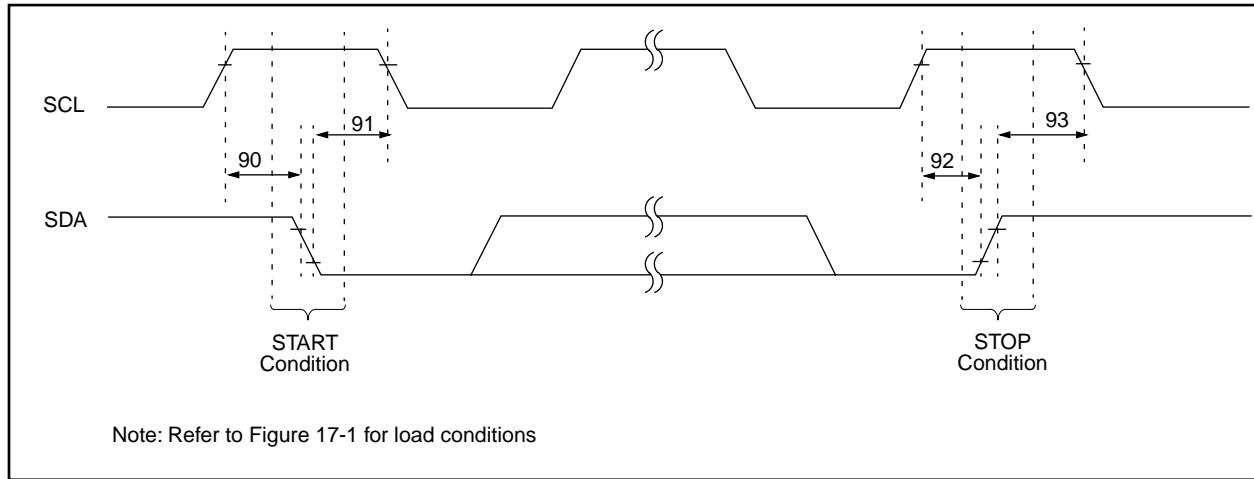 SCL
91
93
90
92
SDA
START
Condition
STOP
Condition
Note: Refer to Figure 17-1 for load conditions